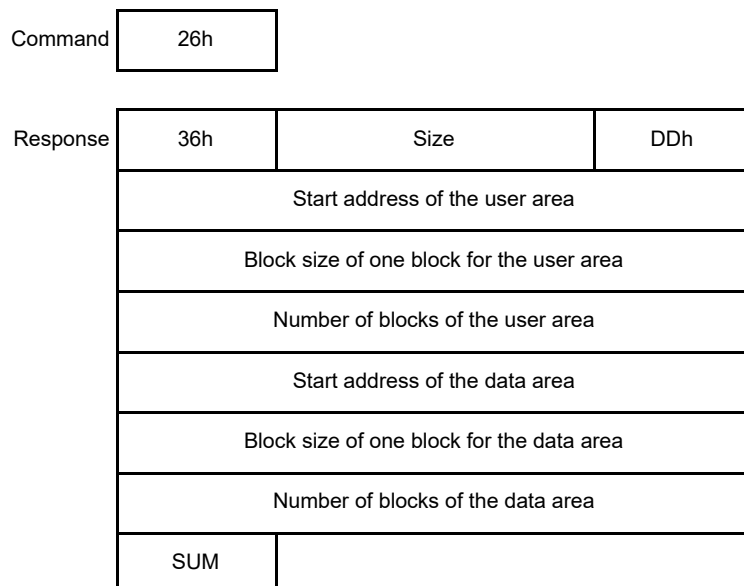 Command 26h
Response 36h Size DDh
Start address of the user area
Block size of one block for the user area
Number of blocks of the user area
Start address of the data area
Block size of one block for the data area
Number of blocks of the data area
SUM